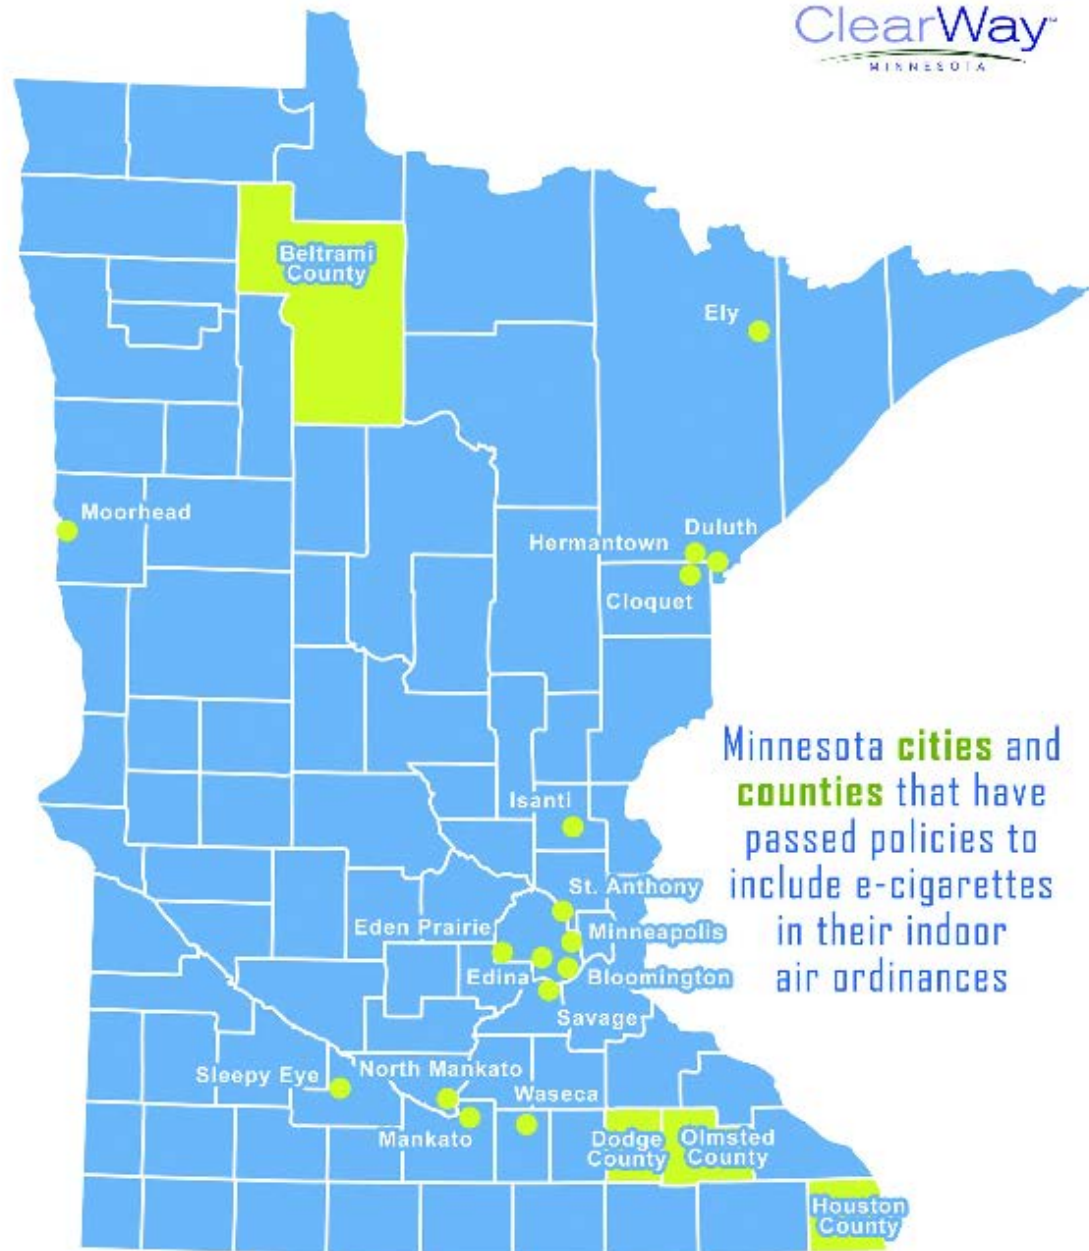 ClearWay™
MINNESOTA
Beltrami
County
Ely
Moorhead
Duluth
Hermantown
Cloquet
Minnesota cities and
counties that have
passed policies to
include e-cigarettes
in their indoor
air ordinances
Isanti
St. Anthony
Eden Prairie
Minneapolis
Edina
Bloomington
Savage
Sleepy Eye
North Mankato
Waseca
Mankato
Dodge
County
Olmsted
County
Houston
County